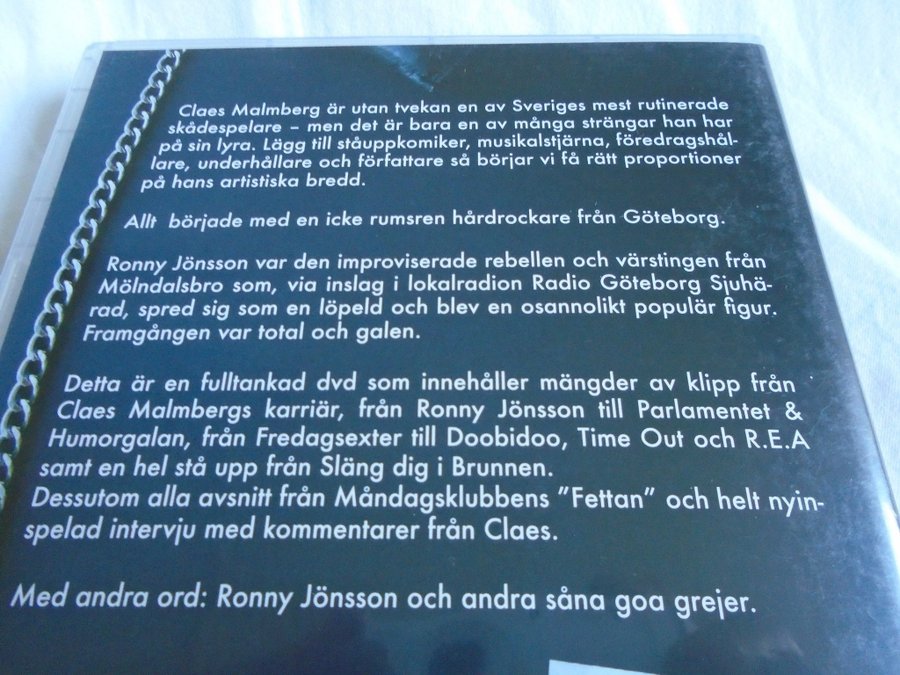 Claes Malmberg är utan tvekan en av Sveriges mest rutinerade
skådespelare – men det är bara en av många strängar han har
på sin lyra. Lägg till ståuppkomiker, musikalstjärna, föredragshål-
lare, underhållare och författare så börjar vi få rätt proportioner
på hans artistiska bredd.
Allt började med en icke rumsren hårdrockare från Göteborg.
Ronny Jönsson var den improviserade rebellen och värstingen från
Mölndalsbro som, via inslag i lokalradion Radio Göteborg Sjuhä-
rad, spred sig som en löpeld och blev en osannolikt populär figur.
Framgången var total och galen.
Detta är en fulltankad dvd som innehåller mängder av klipp från
Claes Malmbergs karriär, från Ronny Jönsson till Parlamentet &
Humorgalan, från Fredagsexter till Doobidoo, Time Out och R.E.A
samt en hel stå upp från Släng dig i Brunnen.
Dessutom alla avsnitt från Måndagsklubbens "Fettan" och helt nyin-
spelad intervju med kommentarer från Claes.
Med andra ord: Ronny Jönsson och andra såna goa grejer.